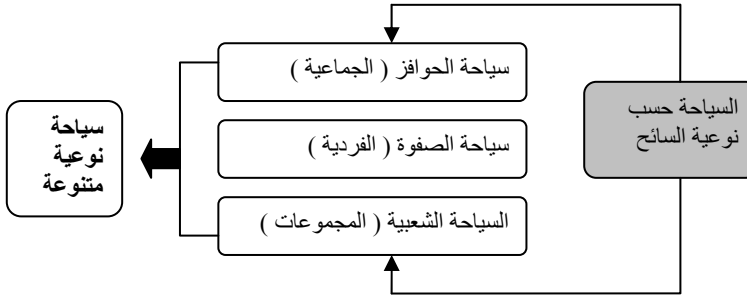 السياحة حسب
نوعية السائح
سياحة الحوافز ( الجماعية )
سياحة الصفوة ( الفردية )
السياحة الشعبية ( المجموعات )
سياحة
نوعية
متنوعة